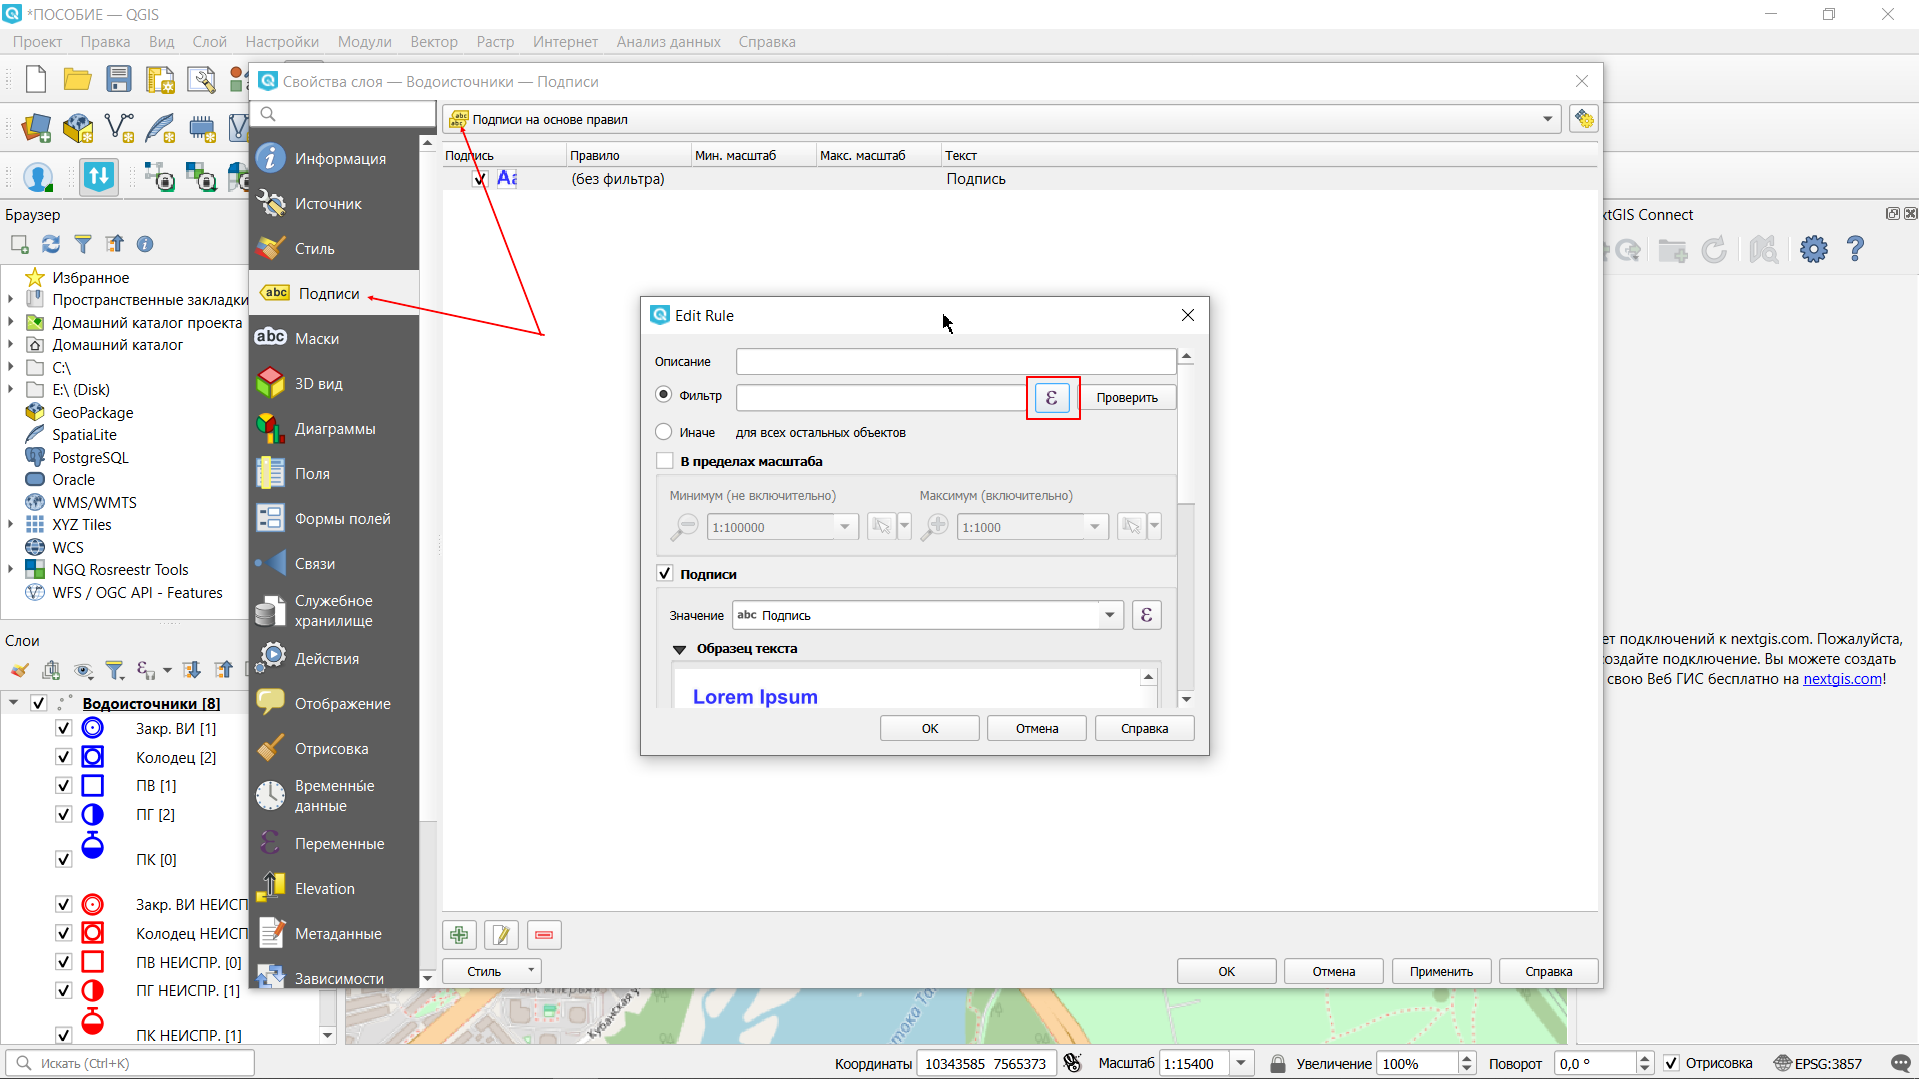 *ПОСОБИЕ — QGIS
Проект Правка Вид Слой Настройки Модули Вектор Растр Интернет Анализ данных Справка
Свойства слоя — Водоисточники — Подписи
Подписи на основе правил
Подпись Правило Мин. масштаб Макс. масштаб Текст
Aa (без фильтра) Подпись
Информация
Источник
Стиль
Подписи
Маски
3D вид
Диаграммы
Поля
Формы полей
Связи
Служебное
хранилище
Действия
Отображение
Отрисовка
Временные
данные
Переменные
Elevation
Метаданные
Зависимости
Браузер
Избранное
Пространственные закладки
Домашний каталог проекта
Домашний каталог
C:\
E:\ (Disk)
GeoPackage
SpatiaLite
PostgreSQL
Oracle
WMS/WMTS
XYZ Tiles
WCS
NGQ Rosreestr Tools
WFS / OGC API - Features
Слои
Водоисточники [8]
Закр. ВИ [1]
Колодец [2]
ПВ [1]
ПГ [2]
ПК [0]
Закр. ВИ НЕИСП
Колодец НЕИСП
ПВ НЕИСПР. [0]
ПГ НЕИСПР. [1]
ПК НЕИСПР. [1]
Edit Rule
Описание
Фильтр ε Проверить
Иначе для всех остальных объектов
В пределах масштаба
Минимум (не включительно) Максимум (включительно)
1:100000 1:1000
Подписи
Значение abc Подпись ε
Образец текста
Lorem Ipsum
ОК Отмена Справка
Стиль ОК Отмена Применить Справка
xtGIS Connect
ет подключений к nextgis.com. Пожалуйста,
оздайте подключение. Вы можете создать
свою Веб ГИС бесплатно на nextgis.com!
Кубанская
Искать (Ctrl+K) Координаты 10343585 7565373 Масштаб 1:15400 Увеличение 100% Поворот 0,0 ° Отрисовка EPSG:3857